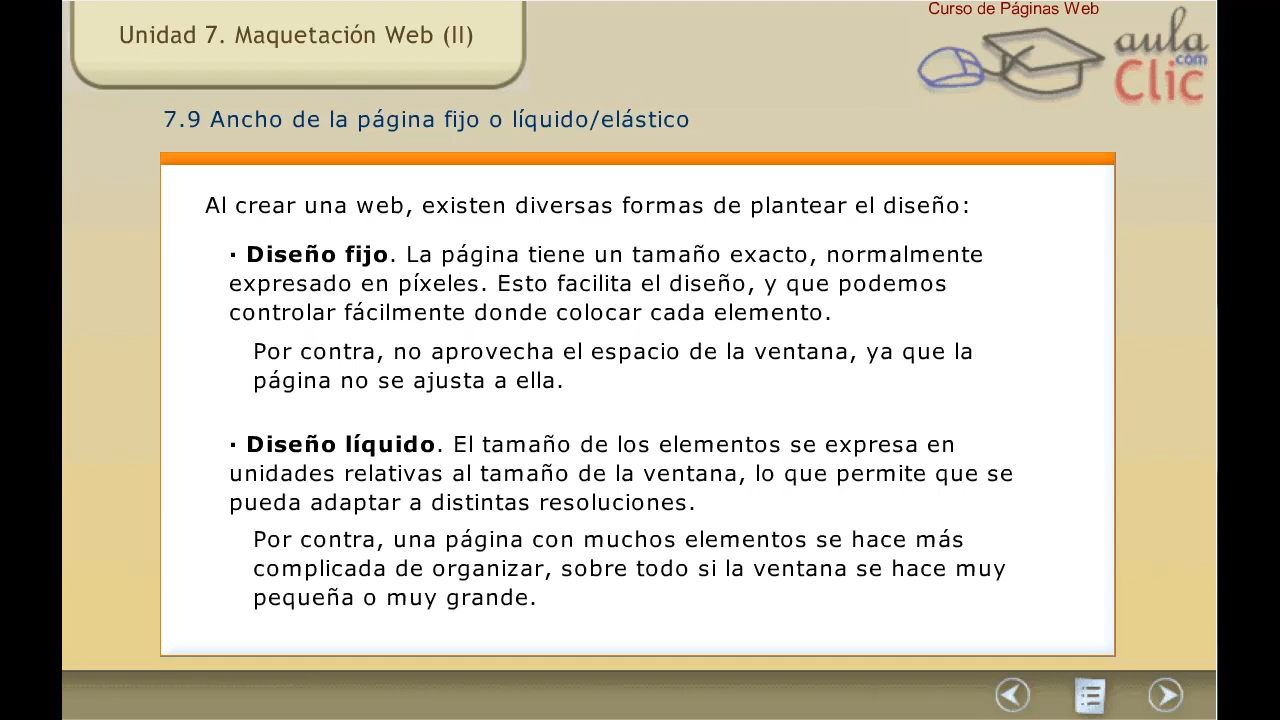 Curso de Páginas Web
Unidad 7. Maquetación Web (II)
aula
.com
Clic
7.9 Ancho de la página fijo o líquido/elástico
Al crear una web, existen diversas formas de plantear el diseño:
· Diseño fijo. La página tiene un tamaño exacto, normalmente
expresado en píxeles. Esto facilita el diseño, y que podemos
controlar fácilmente donde colocar cada elemento.
Por contra, no aprovecha el espacio de la ventana, ya que la
página no se ajusta a ella.
· Diseño líquido. El tamaño de los elementos se expresa en
unidades relativas al tamaño de la ventana, lo que permite que se
pueda adaptar a distintas resoluciones.
Por contra, una página con muchos elementos se hace más
complicada de organizar, sobre todo si la ventana se hace muy
pequeña o muy grande.